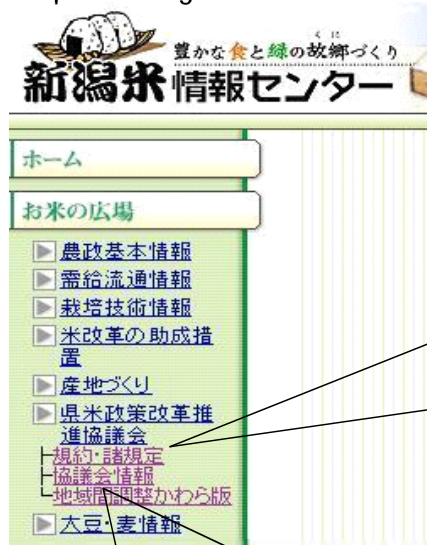 豊かな食と緑の故郷づくり
くに
新潟米情報センター
ホーム
お米の広場
農政基本情報
需給流通情報
栽培技術情報
米改革の助成措
置
産地づくり
県米政策改革推
進協議会
規約・諸規定
協議会情報
地域間調整かわら版
大豆・麦情報